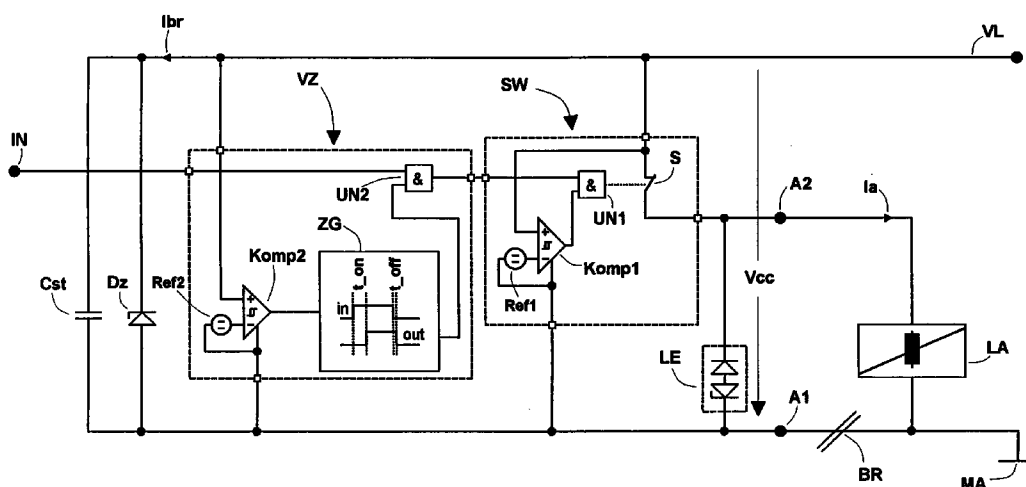 Ibr
VL
VZ
SW
IN
S
&
UN2
&
UN1
A2
Ia
ZG
Komp2
t_on
t_off
+
-
Komp1
Vcc
Cst
Dz
Ref2
+
-
in
out
Ref1
LE
LA
A1
BR
MA